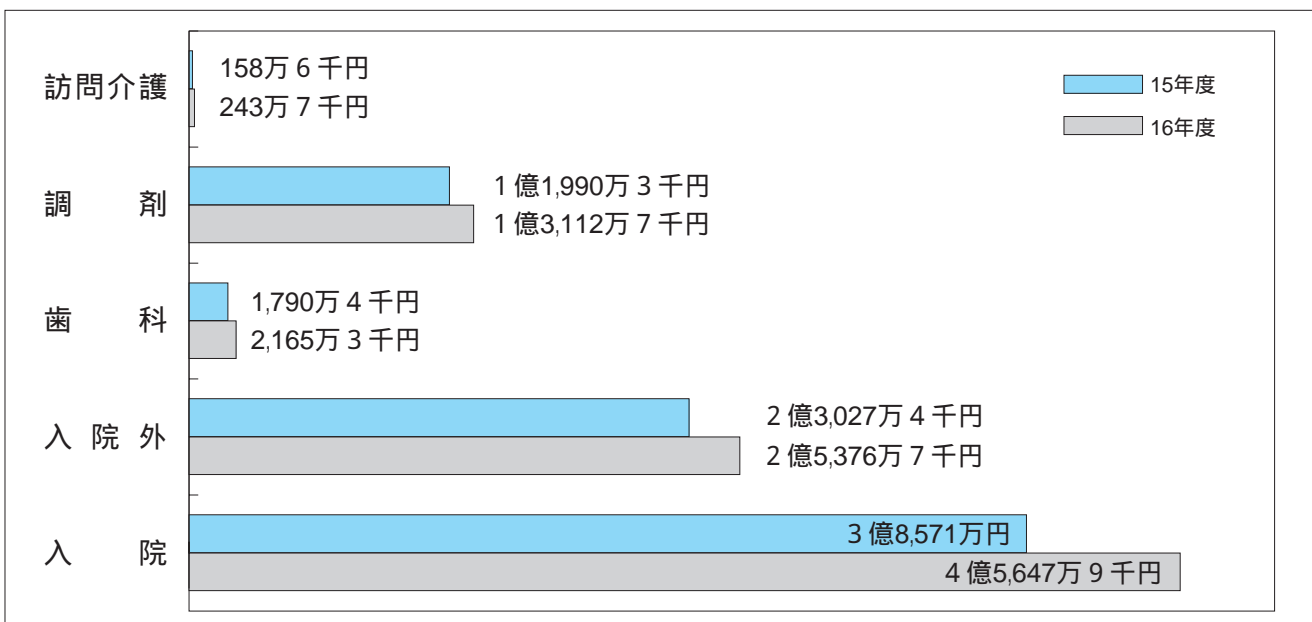 訪問介護
158万6千円
243万7千円
15年度
16年度
調剤
1億1,990万3千円
1億3,112万7千円
歯科
1,790万4千円
2,165万3千円
入院外
2億3,027万4千円
2億5,376万7千円
入院
3億8,571万円
4億5,647万9千円